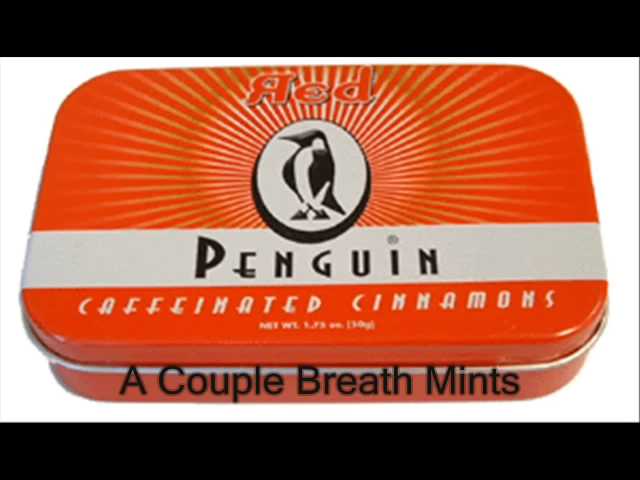 Red
PENGUIN®
CAFFEINATED CINNAMONS
NET WT. 1.75 oz. (50g)
A Couple Breath Mints